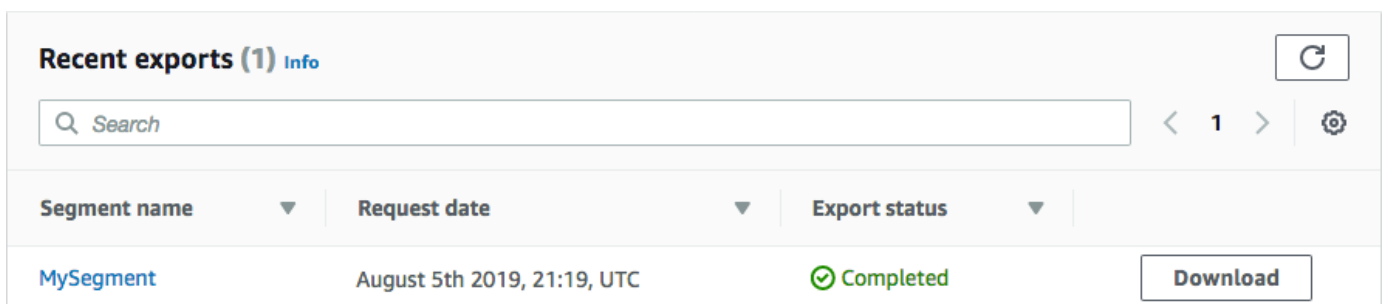 Recent exports (1) Info
Search
1
Segment name Request date Export status
MySegment August 5th 2019, 21:19, UTC Completed Download